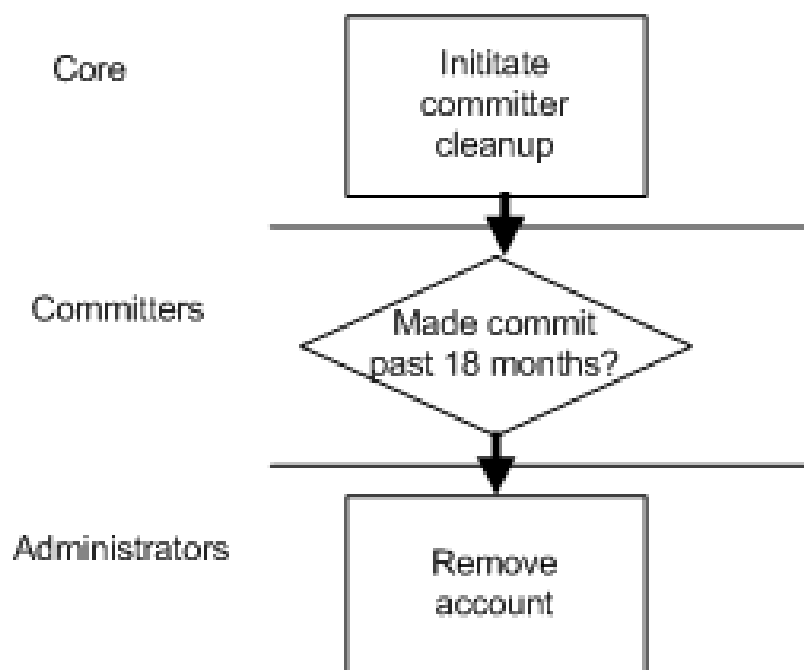 Core
Inititate
committer
cleanup
Committers
Made commit
past 18 months?
Administrators
Remove
account